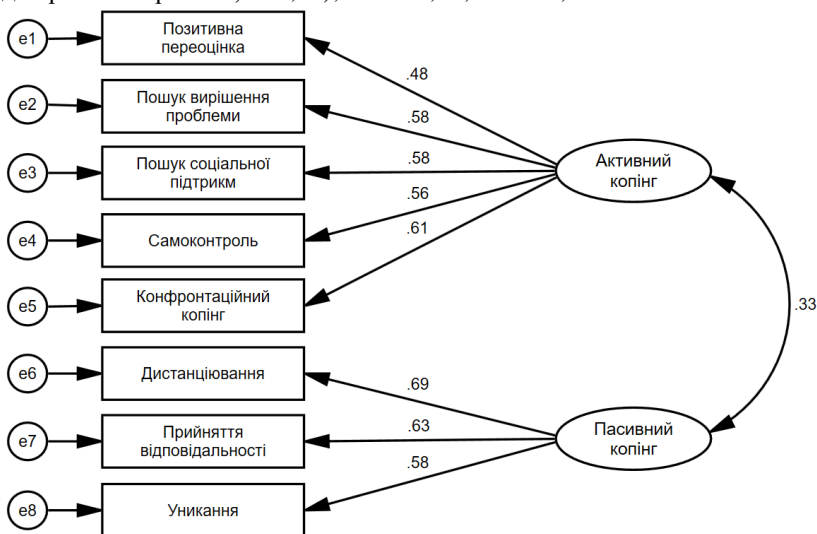 e1
Позитивна
переоцінка
.48
e2
Пошук вирішення
проблеми
.58
e3
Пошук соціальної
підтрикм
.58
Активний
копінг
e4
Самоконтроль
.56
e5
Конфронтаційний
копінг
.61
.33
e6
Дистанціювання
.69
e7
Прийняття
відповідальності
.63
Пасивний
копінг
e8
Уникання
.58